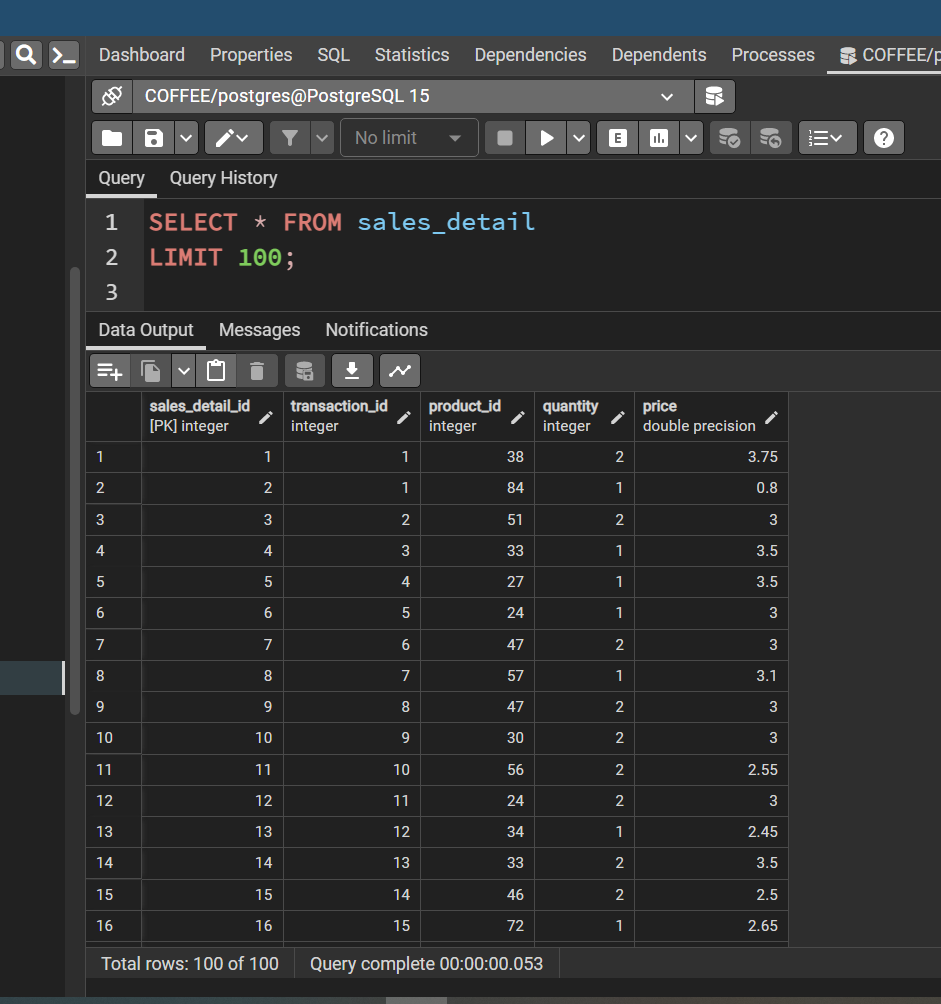 Dashboard Properties SQL Statistics Dependencies Dependents Processes COFFEE/p
COFFEE/postgres@PostgreSQL 15
No limit E
Query Query History
1 SELECT * FROM sales_detail
2 LIMIT 100;
3
Data Output Messages Notifications
sales_detail_id transaction_id product_id quantity price
[PK] integer integer integer integer double precision
1 1 1 38 2 3.75
2 2 1 84 1 0.8
3 3 2 51 2 3
4 4 3 33 1 3.5
5 5 4 27 1 3.5
6 6 5 24 1 3
7 7 6 47 2 3
8 8 7 57 1 3.1
9 9 8 47 2 3
10 10 9 30 2 3
11 11 10 56 2 2.55
12 12 11 24 2 3
13 13 12 34 1 2.45
14 14 13 33 2 3.5
15 15 14 46 2 2.5
16 16 15 72 1 2.65
Total rows: 100 of 100 Query complete 00:00:00.053